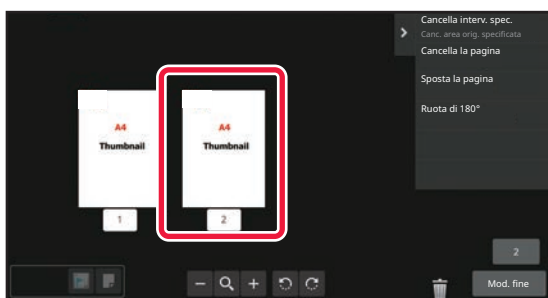 Cancella interv. spec.
Canc. area orig. specificata
Cancella la pagina
Sposta la pagina
Ruota di 180°
A4
Thumbnail
A4
Thumbnail
1
2
2
Mod. fine